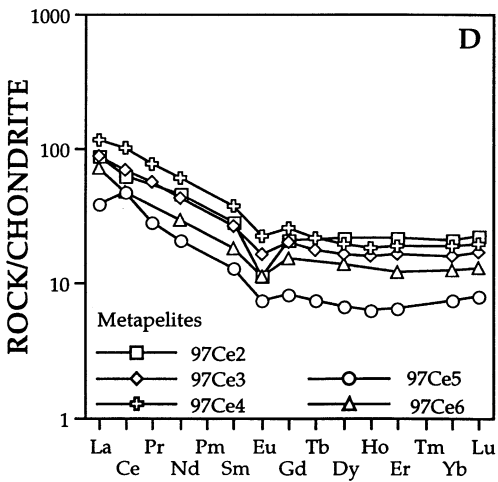 1000
D
100
10
1
ROCK/CHONDRITE
Metapelites
97Ce2
97Ce3
97Ce4
97Ce5
97Ce6
La Pr Pm Eu Tb Ho Tm Lu
Ce Nd Sm Gd Dy Er Yb